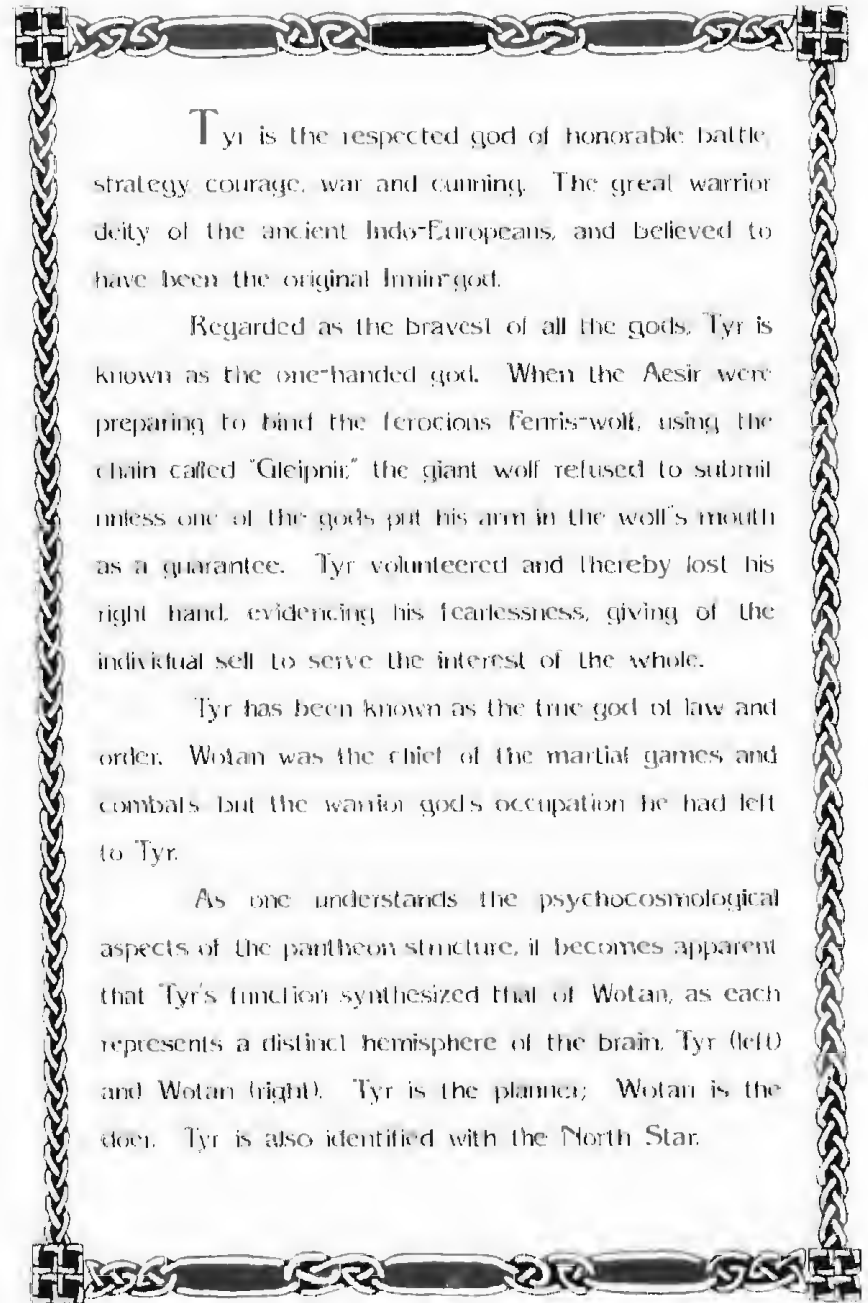 Tyr is the respected god of honorable battle,
strategy courage, war and cunning. The great warrior
deity of the ancient Indo-Europeans, and believed to
have been the original Irmin-god.
Regarded as the bravest of all the gods, Tyr is
known as the one-handed god. When the Aesir were
preparing to bind the ferocious Fenris-wolf, using the
chain called "Gleipnir," the giant wolf refused to submit
unless one of the gods put his arm in the wolf's mouth
as a guarantee. Tyr volunteered and thereby lost his
right hand, evidencing his fearlessness, giving of the
individual self to serve the interest of the whole.
Tyr has been known as the true god of law and
order. Wotan was the chief of the martial games and
combats but the warrior god's occupation he had left
to Tyr.
As one understands the psychocosmological
aspects of the pantheon structure, it becomes apparent
that Tyr's function synthesized that of Wotan, as each
represents a distinct hemisphere of the brain, Tyr (left)
and Wotan (right). Tyr is the planner; Wotan is the
doer. Tyr is also identified with the North Star.